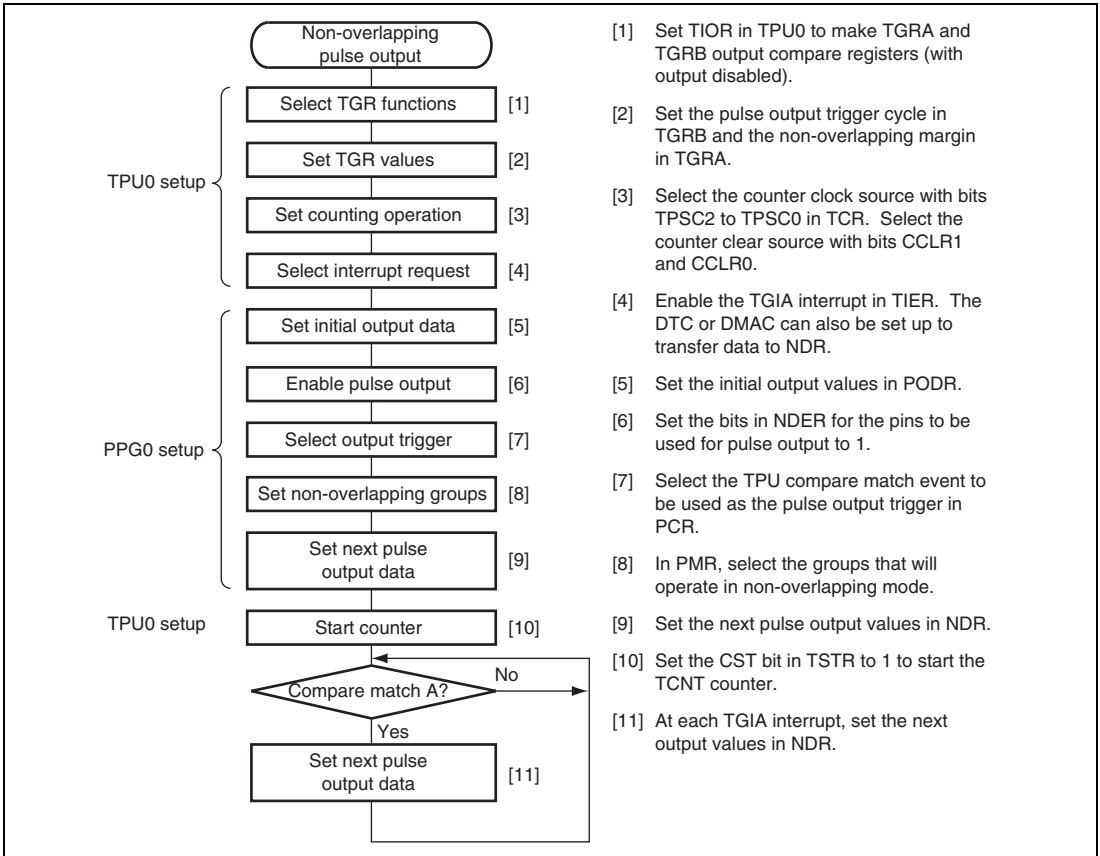 Non-overlapping
pulse output
TPU0 setup
Select TGR functions [1]
Set TGR values [2]
Set counting operation [3]
Select interrupt request [4]
PPG0 setup
Set initial output data [5]
Enable pulse output [6]
Select output trigger [7]
Set non-overlapping groups [8]
Set next pulse
output data
[9]
TPU0 setup
Start counter [10]
Compare match A?
No
Yes
Set next pulse
output data
[11]
[1] Set TIOR in TPU0 to make TGRA and
TGRB output compare registers (with
output disabled).
[2] Set the pulse output trigger cycle in
TGRB and the non-overlapping margin
in TGRA.
[3] Select the counter clock source with bits
TPSC2 to TPSC0 in TCR. Select the
counter clear source with bits CCLR1
and CCLR0.
[4] Enable the TGIA interrupt in TIER. The
DTC or DMAC can also be set up to
transfer data to NDR.
[5] Set the initial output values in PODR.
[6] Set the bits in NDER for the pins to be
used for pulse output to 1.
[7] Select the TPU compare match event to
be used as the pulse output trigger in
PCR.
[8] In PMR, select the groups that will
operate in non-overlapping mode.
[9] Set the next pulse output values in NDR.
[10] Set the CST bit in TSTR to 1 to start the
TCNT counter.
[11] At each TGIA interrupt, set the next
output values in NDR.